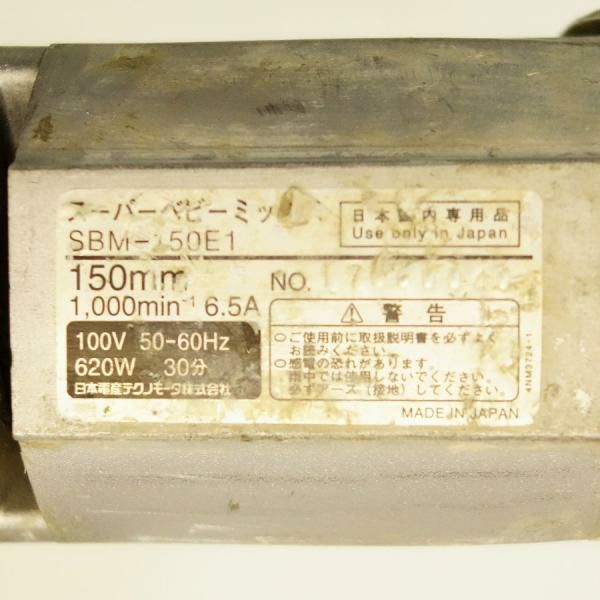 スーパーベビーミッ
日本国内専用品
Use only in Japan
SBM-150E1
150mm
NO.
1,000min⁻¹ 6.5A
100V 50-60Hz
620W 30分
日本電産テクノモータ株式会社
⚠ 警告
○ご使用前に取扱説明書を必ずよく
お読みください。
○感電の恐れがあります。
雨中では使用しないでください。
必ずアース（接地）してください。
MADE IN JAPAN
4NM3724-1